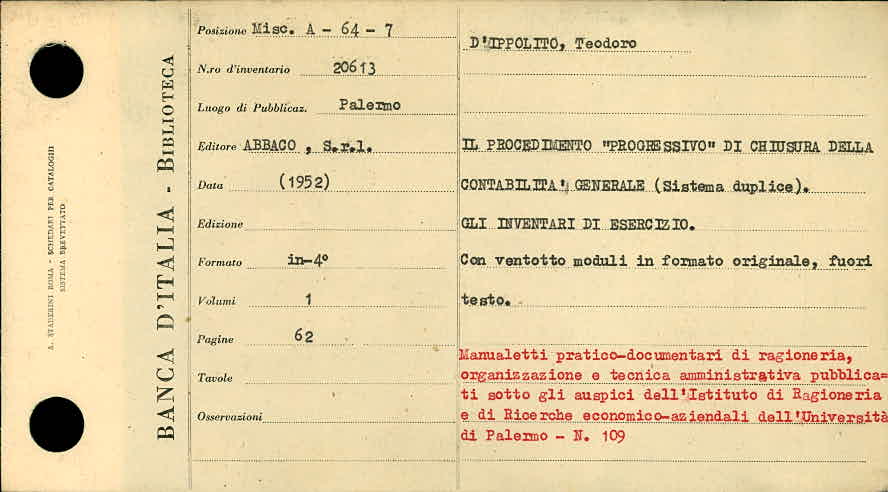 A. STADERINI ROMA - SCHEDARI PER CATALOGHI
SISTEMA BREVETTATO
BANCA D'ITALIA - BIBLIOTECA
Posizione Misc. A - 64 - 7
N.ro d'inventario 20613
Luogo di Pubblicaz. Palermo
Editore ABBACO , S.r.l.
Data (1952)
Edizione
Formato in-4°
Volumi 1
Pagine 62
Tavole
Osservazioni
D'IPPOLITO, Teodoro
IL PROCEDIMENTO "PROGRESSIVO" DI CHIUSURA DELLA
CONTABILITA' GENERALE (Sistema duplice).
GLI INVENTARI DI ESERCIZIO.
Con ventotto moduli in formato originale, fuori
testo.
Manualetti pratico-documentari di ragioneria,
organizzazione e tecnica amministrativa pubblica=
ti sotto gli auspici dell'Istituto di Ragioneria
e di Ricerche economico-aziendali dell'Università
di Palermo - N. 109